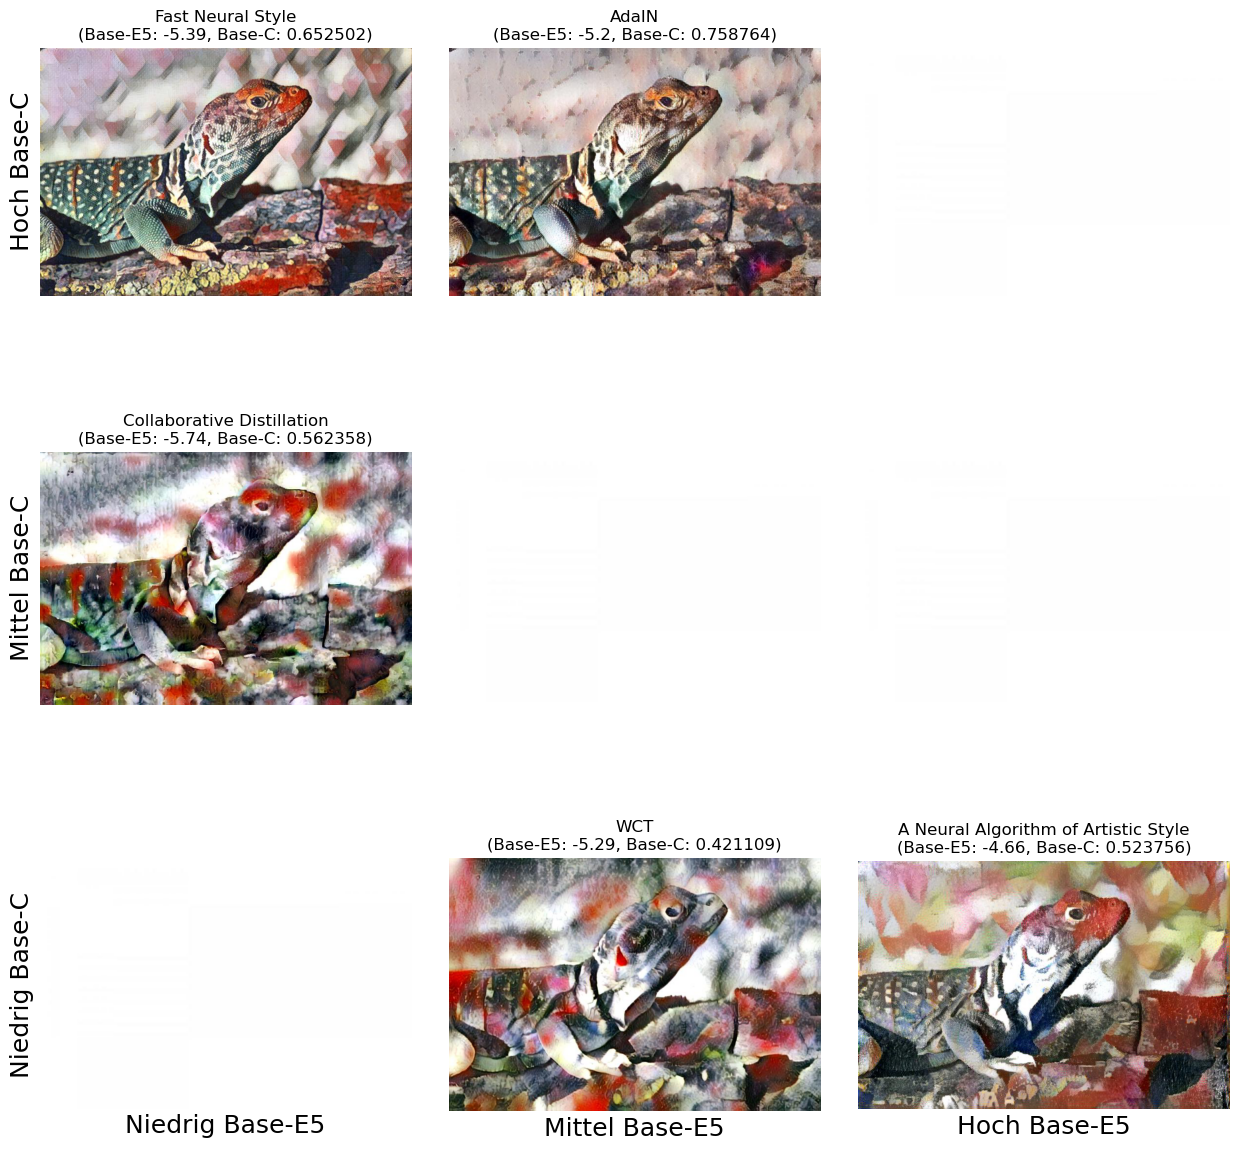 Fast Neural Style
(Base-E5: -5.39, Base-C: 0.652502)
AdaIN
(Base-E5: -5.2, Base-C: 0.758764)
Hoch Base-C
Collaborative Distillation
(Base-E5: -5.74, Base-C: 0.562358)
Mittel Base-C
WCT
(Base-E5: -5.29, Base-C: 0.421109)
A Neural Algorithm of Artistic Style
(Base-E5: -4.66, Base-C: 0.523756)
Niedrig Base-C
Niedrig Base-E5
Mittel Base-E5
Hoch Base-E5